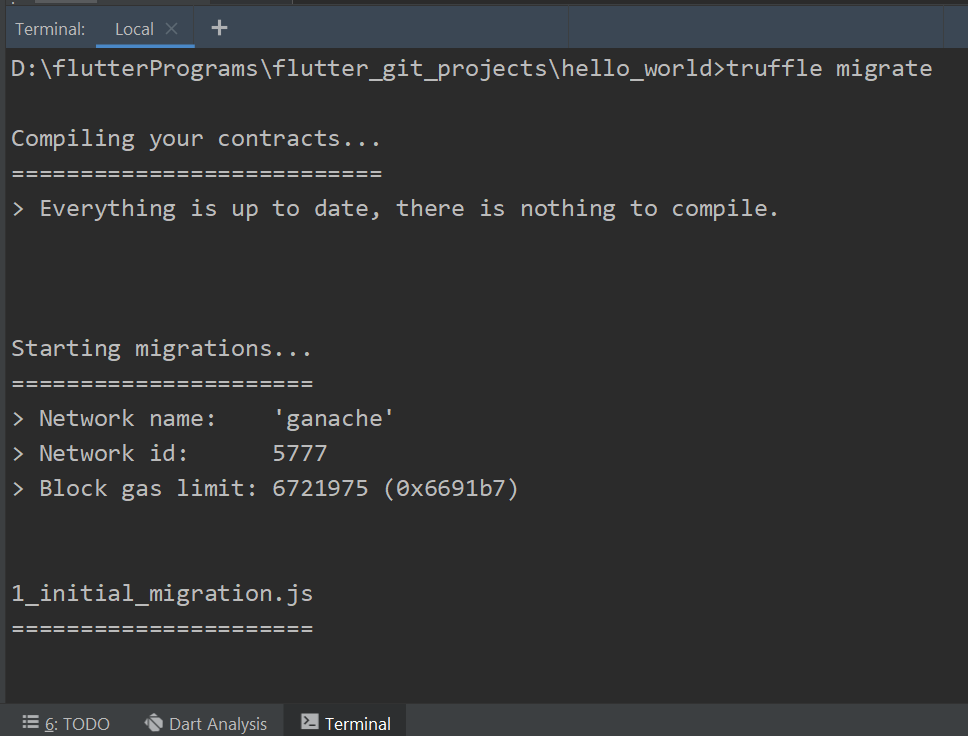 Terminal: Local × +
D:\flutterPrograms\flutter_git_projects\hello_world>truffle migrate
Compiling your contracts...
===========================
> Everything is up to date, there is nothing to compile.
Starting migrations...
======================
> Network name:    'ganache'
> Network id:      5777
> Block gas limit: 6721975 (0x6691b7)
1_initial_migration.js
======================
6: TODO Dart Analysis Terminal